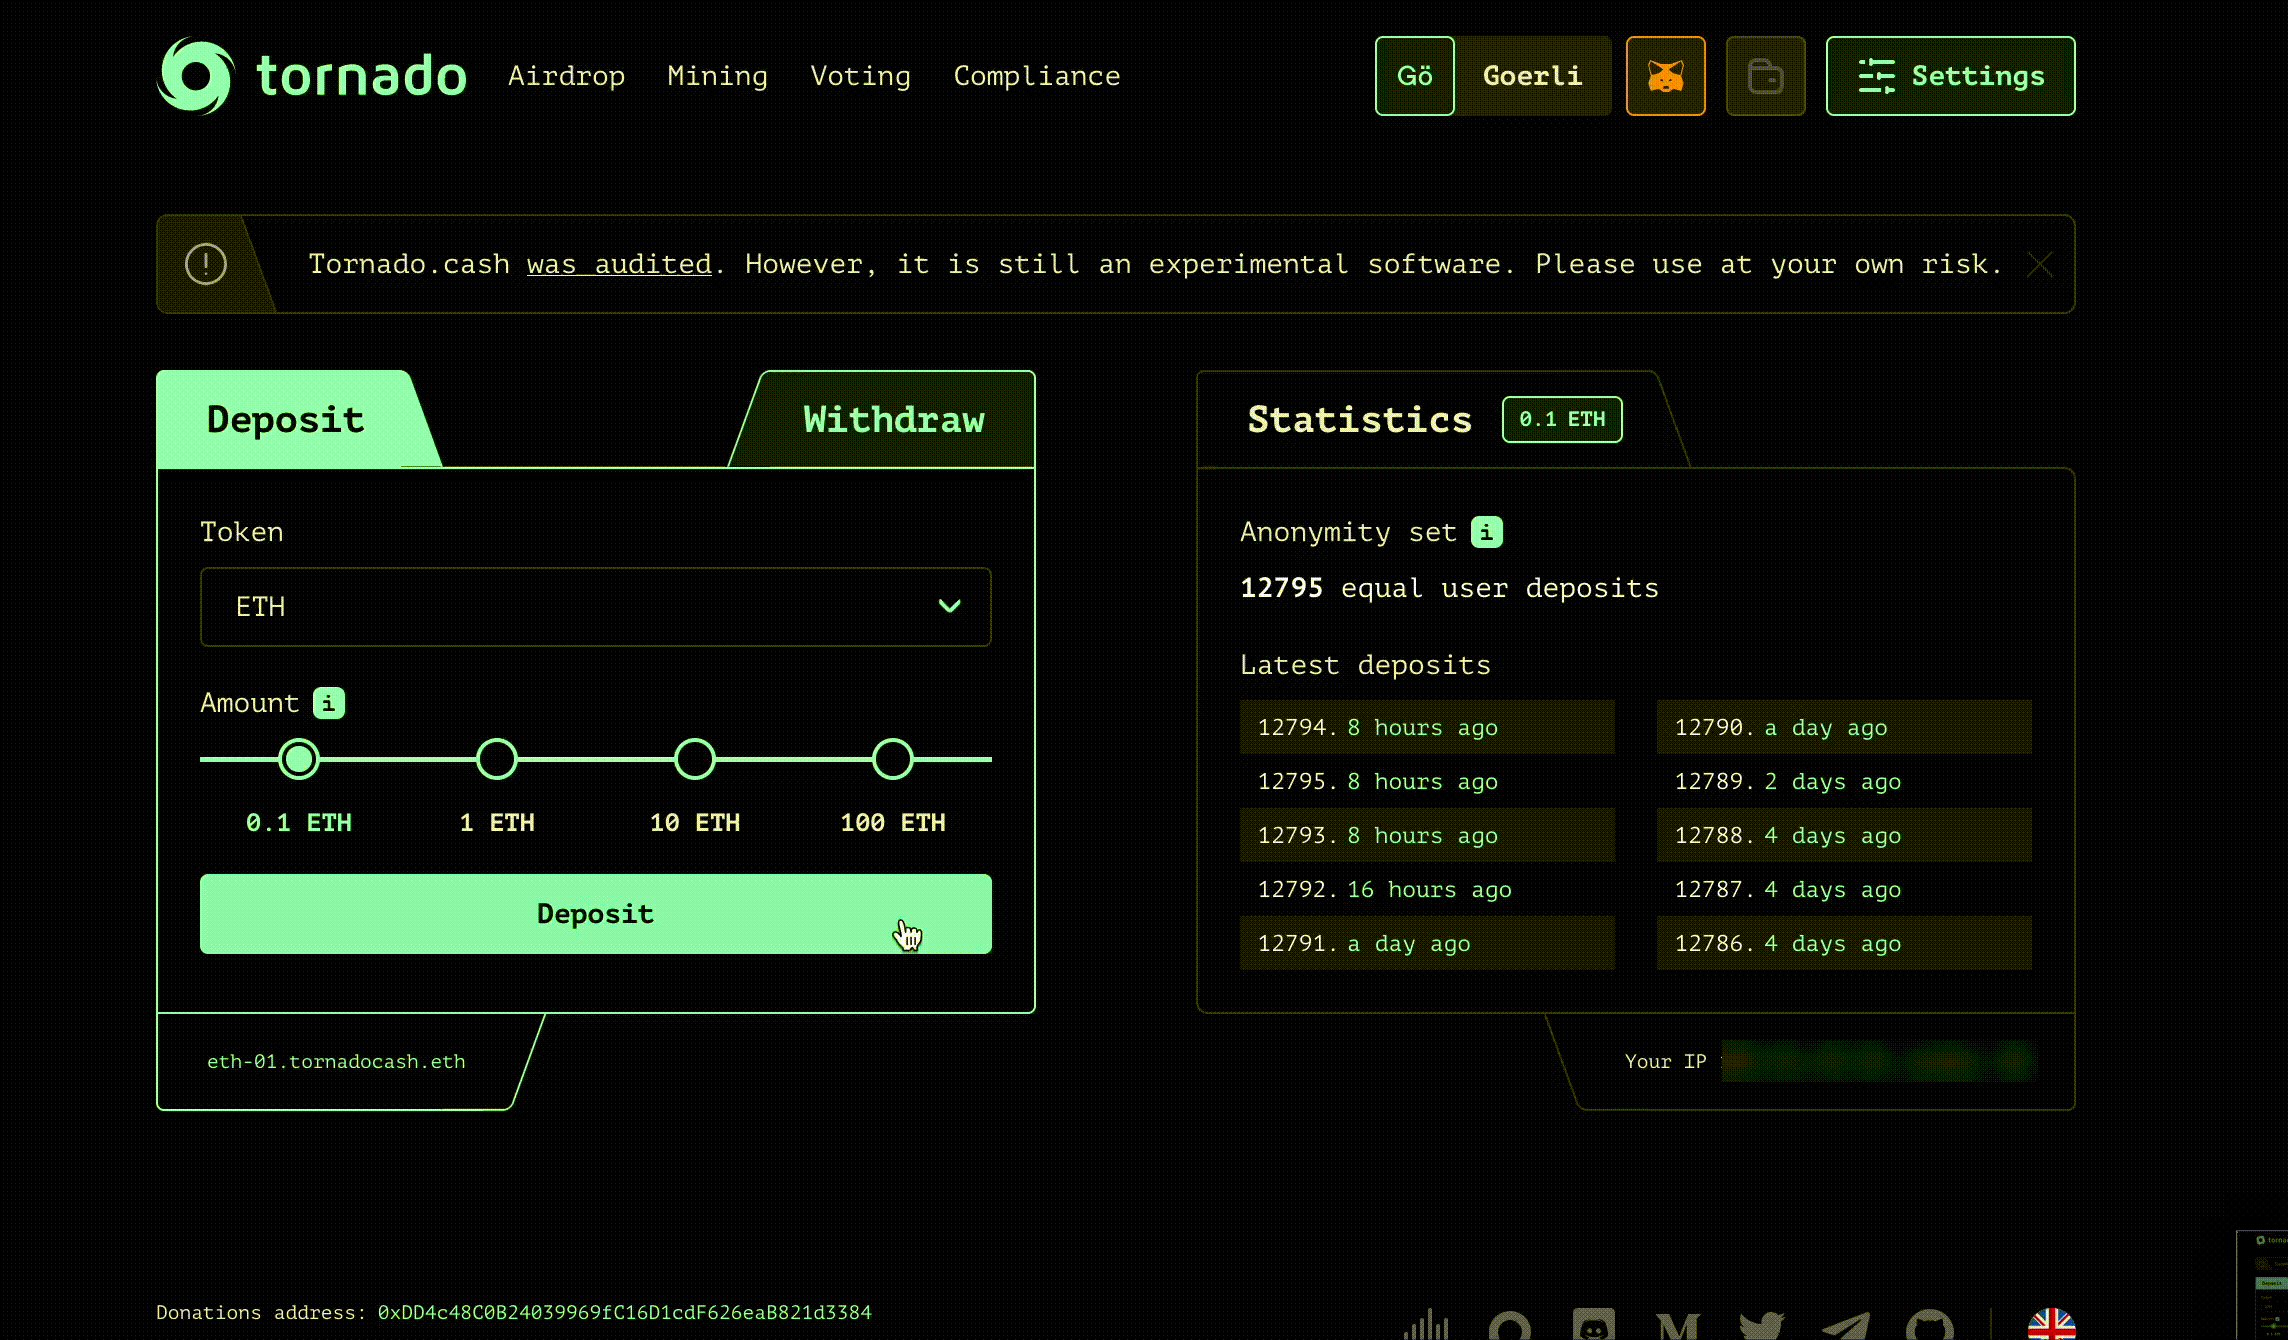 tornado Airdrop Mining Voting Compliance Gö Goerli Settings
Tornado.cash was audited. However, it is still an experimental software. Please use at your own risk.
Deposit Withdraw
Token
ETH
Amount i
0.1 ETH 1 ETH 10 ETH 100 ETH
Deposit
eth-01.tornadocash.eth
Statistics 0.1 ETH
Anonymity set i
12795 equal user deposits
Latest deposits
12794. 8 hours ago
12795. 8 hours ago
12793. 8 hours ago
12792. 16 hours ago
12791. a day ago
12790. a day ago
12789. 2 days ago
12788. 4 days ago
12787. 4 days ago
12786. 4 days ago
Your IP
Donations address: 0xDD4c48C0B24039969fC16D1cdF626eaB821d3384